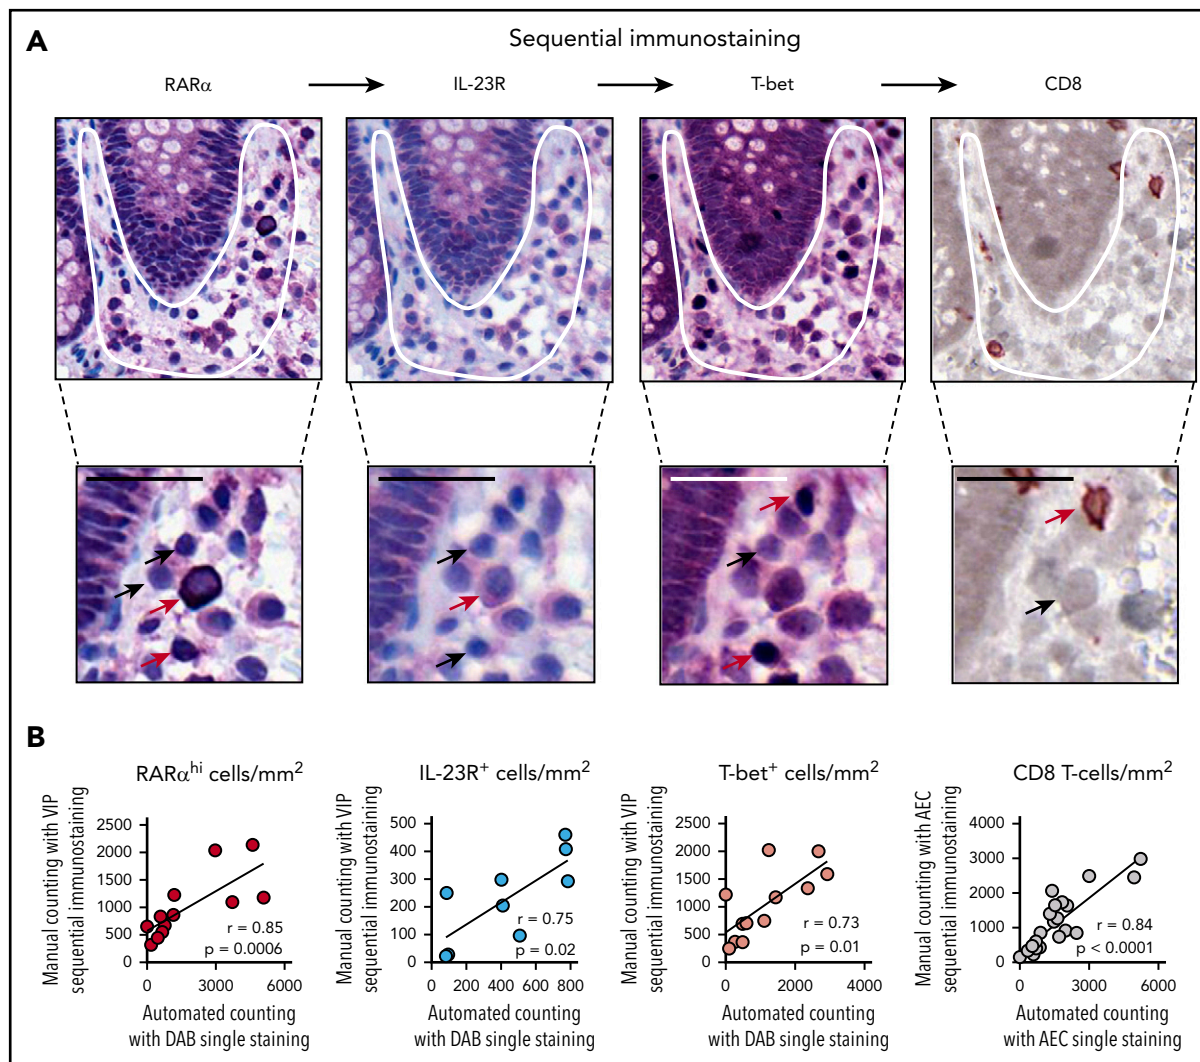 A
Sequential immunostaining
RARα
IL-23R
T-bet
CD8
B
RARα^hi cells/mm²
Manual counting with VIP
sequential immunostaining
2500
2000
1500
1000
500
0
r = 0.85
p = 0.0006
0
3000
6000
Automated counting
with DAB single staining
IL-23R⁺ cells/mm²
Manual counting with VIP
sequential immunostaining
500
400
300
200
100
0
r = 0.75
p = 0.02
0
200
400
600
800
Automated counting
with DAB single staining
T-bet⁺ cells/mm²
Manual counting with VIP
sequential immunostaining
2500
2000
1500
1000
500
0
r = 0.73
p = 0.01
0
2000
4000
Automated counting
with DAB single staining
CD8 T-cells/mm²
Manual counting with AEC
sequential immunostaining
4000
3000
2000
1000
0
r = 0.84
p < 0.0001
0
2000
4000
6000
Automated counting
with AEC single staining